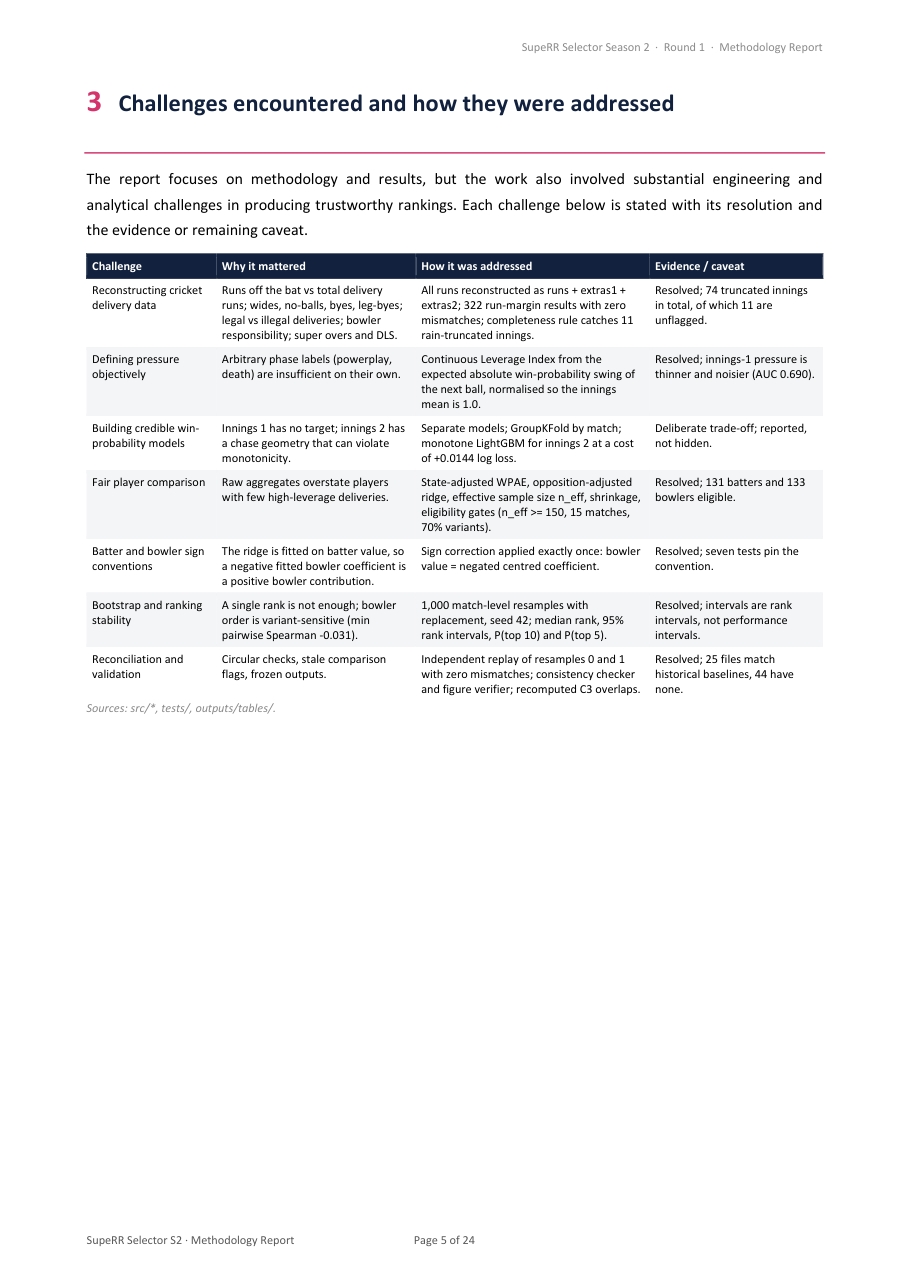 SupeRR Selector Season 2 · Round 1 · Methodology Report
3 Challenges encountered and how they were addressed
The report focuses on methodology and results, but the work also involved substantial engineering and
analytical challenges in producing trustworthy rankings. Each challenge below is stated with its resolution and
the evidence or remaining caveat.
Challenge
Why it mattered
How it was addressed
Evidence / caveat
Reconstructing cricket
delivery data
Runs off the bat vs total delivery
runs; wides, no-balls, byes, leg-byes;
legal vs illegal deliveries; bowler
responsibility; super overs and DLS.
All runs reconstructed as runs + extras1 +
extras2; 322 run-margin results with zero
mismatches; completeness rule catches 11
rain-truncated innings.
Resolved; 74 truncated innings
in total, of which 11 are
unflagged.
Defining pressure
objectively
Arbitrary phase labels (powerplay,
death) are insufficient on their own.
Continuous Leverage Index from the
expected absolute win-probability swing of
the next ball, normalised so the innings
mean is 1.0.
Resolved; innings-1 pressure is
thinner and noisier (AUC 0.690).
Building credible win-
probability models
Innings 1 has no target; innings 2 has
a chase geometry that can violate
monotonicity.
Separate models; GroupKFold by match;
monotone LightGBM for innings 2 at a cost
of +0.0144 log loss.
Deliberate trade-off; reported,
not hidden.
Fair player comparison
Raw aggregates overstate players
with few high-leverage deliveries.
State-adjusted WPAE, opposition-adjusted
ridge, effective sample size n_eff, shrinkage,
eligibility gates (n_eff >= 150, 15 matches,
70% variants).
Resolved; 131 batters and 133
bowlers eligible.
Batter and bowler sign
conventions
The ridge is fitted on batter value, so
a negative fitted bowler coefficient is
a positive bowler contribution.
Sign correction applied exactly once: bowler
value = negated centred coefficient.
Resolved; seven tests pin the
convention.
Bootstrap and ranking
stability
A single rank is not enough; bowler
order is variant-sensitive (min
pairwise Spearman -0.031).
1,000 match-level resamples with
replacement, seed 42; median rank, 95%
rank intervals, P(top 10) and P(top 5).
Resolved; intervals are rank
intervals, not performance
intervals.
Reconciliation and
validation
Circular checks, stale comparison
flags, frozen outputs.
Independent replay of resamples 0 and 1
with zero mismatches; consistency checker
and figure verifier; recomputed C3 overlaps.
Resolved; 25 files match
historical baselines, 44 have
none.
Sources: src/*, tests/, outputs/tables/.
SupeRR Selector S2 · Methodology Report
Page 5 of 24